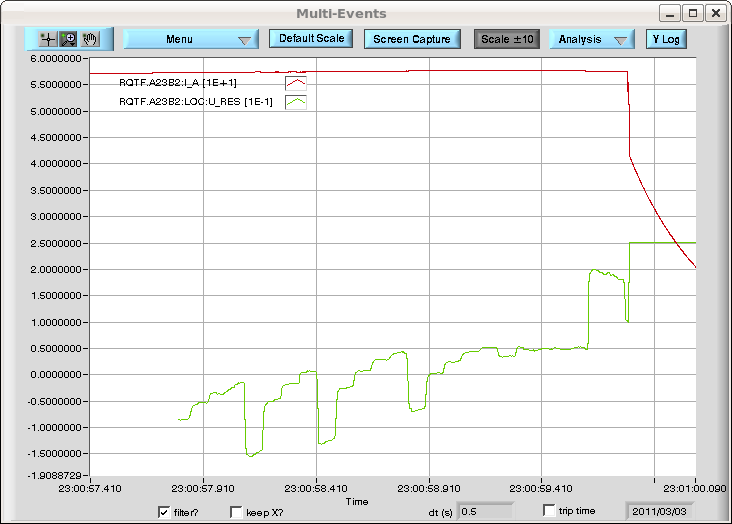 Multi-Events
Menu Default Scale Screen Capture Scale ±10 Analysis Y Log
6.0000000
RQTF.A23B2:I_A [1E+1]
5.5000000
RQTF.A23B2:LOC:U_RES [1E-1]
5.0000000
4.5000000
4.0000000
3.5000000
3.0000000
2.5000000
2.0000000
1.5000000
1.0000000
0.5000000
0.0000000
-0.5000000
-1.0000000
-1.5000000
-1.9088729
23:00:57.410 23:00:57.910 23:00:58.410 23:00:58.910 23:00:59.410 23:01:00.090
Time
filter? keep X? dt (s) 0.5 trip time 2011/03/03